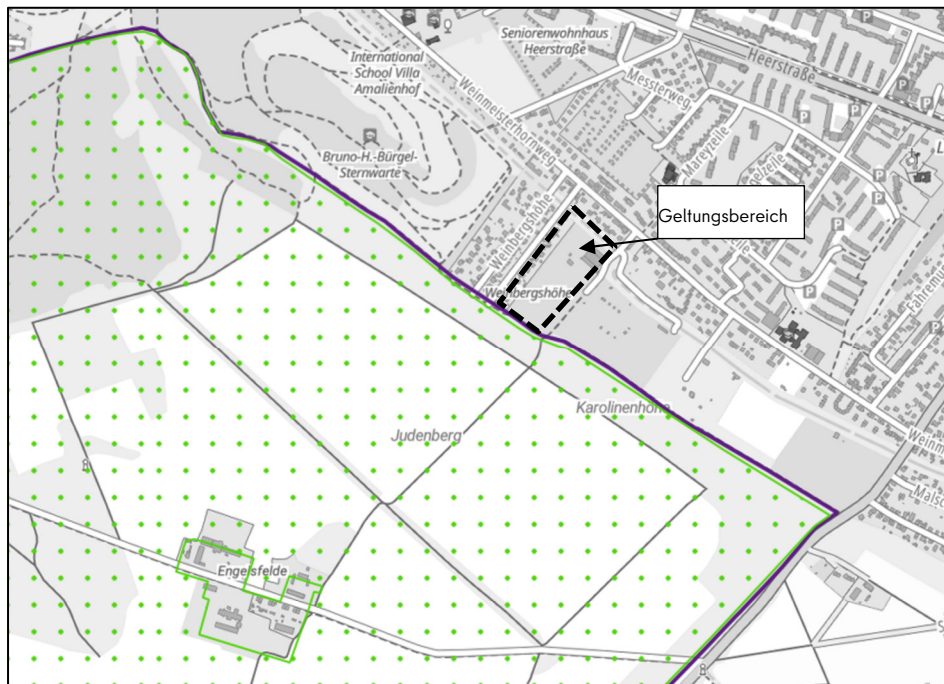 Seniorenwohnhaus
Heerstraße
Heerstraße
International
School Villa
Amalienhof
Weinmeisterhornweg
Messterweg
Mareyzeile
Bruno-H.-Bürgel-
Sternwarte
Geltungsbereich
Weinbergshöhe
Weinbergshöhe
Karolinenhöhe
Judenberg
Engelsfelde
P
P
P
P
P
P